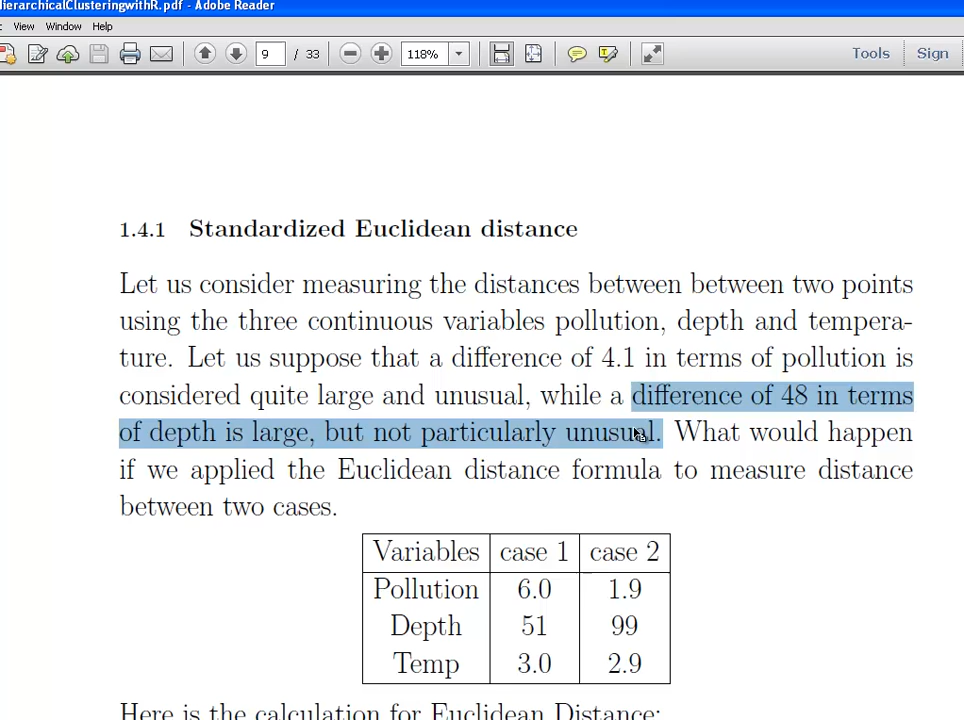 ierarchicalClusteringwithR.pdf - Adobe Reader
View Window Help
9 / 33 118% Tools Sign
1.4.1 Standardized Euclidean distance
Let us consider measuring the distances between between two points
using the three continuous variables pollution, depth and tempera-
ture. Let us suppose that a difference of 4.1 in terms of pollution is
considered quite large and unusual, while a difference of 48 in terms
of depth is large, but not particularly unusual. What would happen
if we applied the Euclidean distance formula to measure distance
between two cases.
Variables case 1 case 2
Pollution 6.0 1.9
Depth 51 99
Temp 3.0 2.9
Here is the calculation for Euclidean Distance: